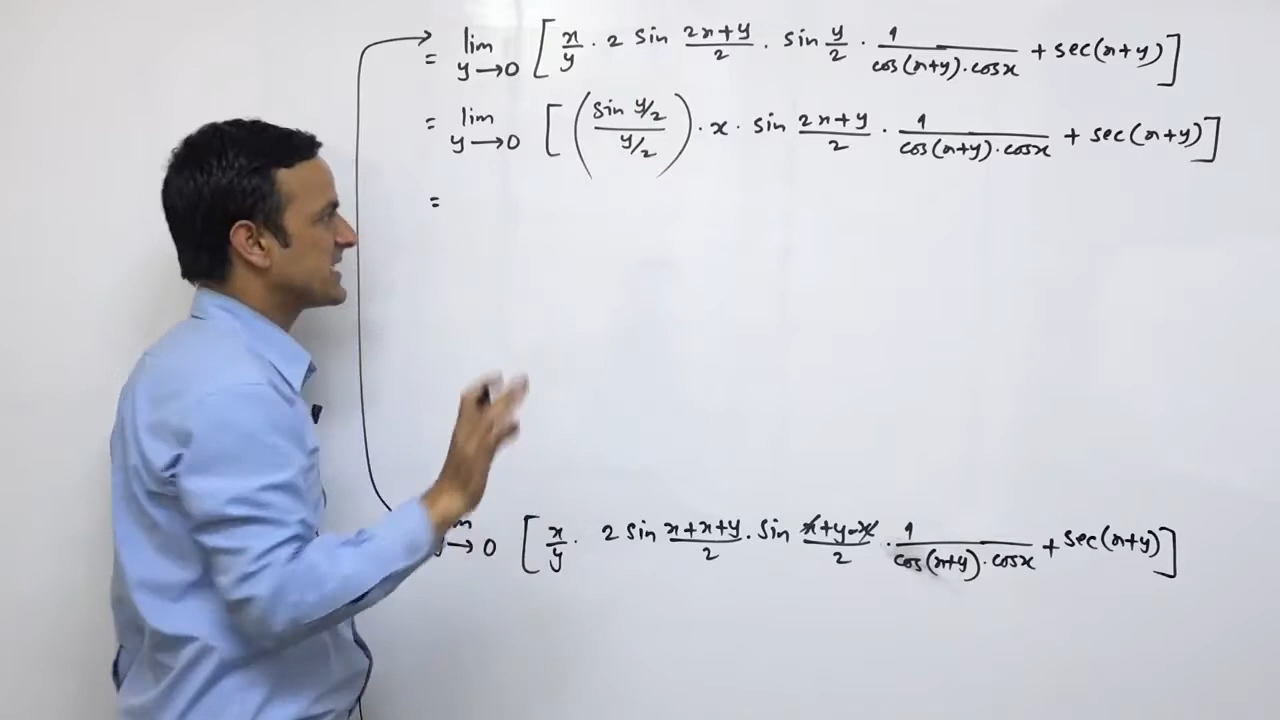 = lim y→0 [ x/y · 2 sin (2x+y)/2 · sin y/2 · 1/(cos(x+y)·cosx) + sec(x+y) ]
= lim y→0 [ ( sin y/2 / y/2 ) · x · sin (2x+y)/2 · 1/(cos(x+y)·cosx) + sec(x+y) ]
=
m y→0 [ x/y · 2 sin (x+x+y)/2 · sin (x+y-x)/2 · 1/(cos(x+y)·cosx) + sec(x+y) ]